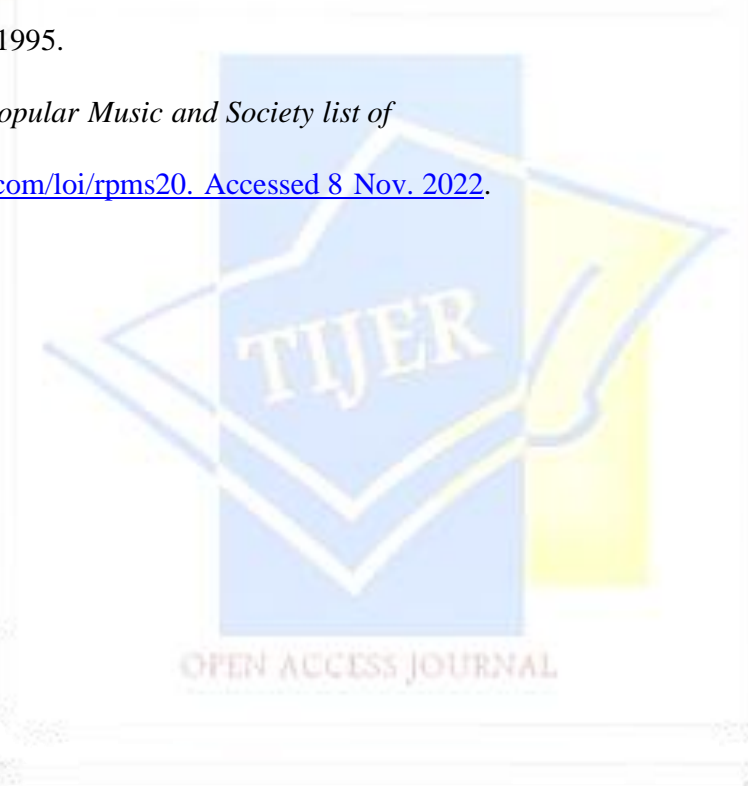 1995.
opular Music and Society list of
com/loi/rpms20. Accessed 8 Nov. 2022.
TIJER
OPEN ACCESS JOURNAL